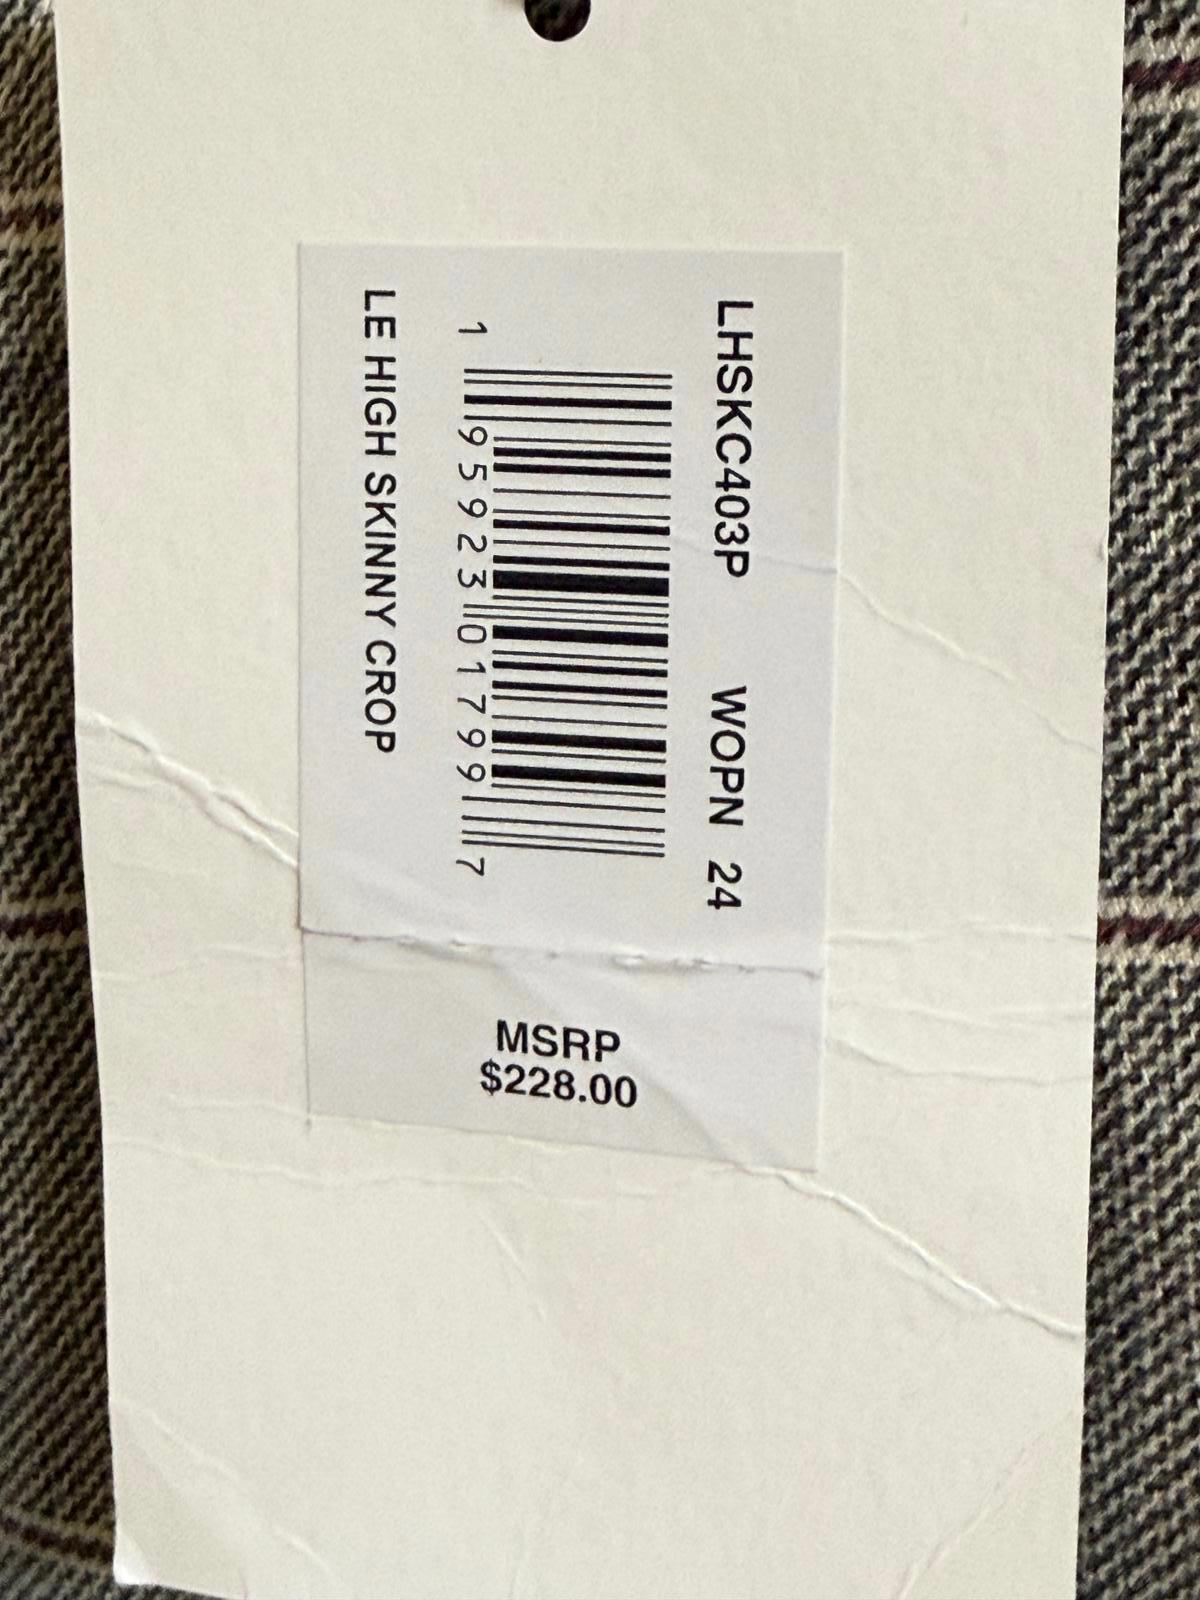 LHSKC403P WOPN 24
1 95923 01799 7
LE HIGH SKINNY CROP
MSRP
$228.00